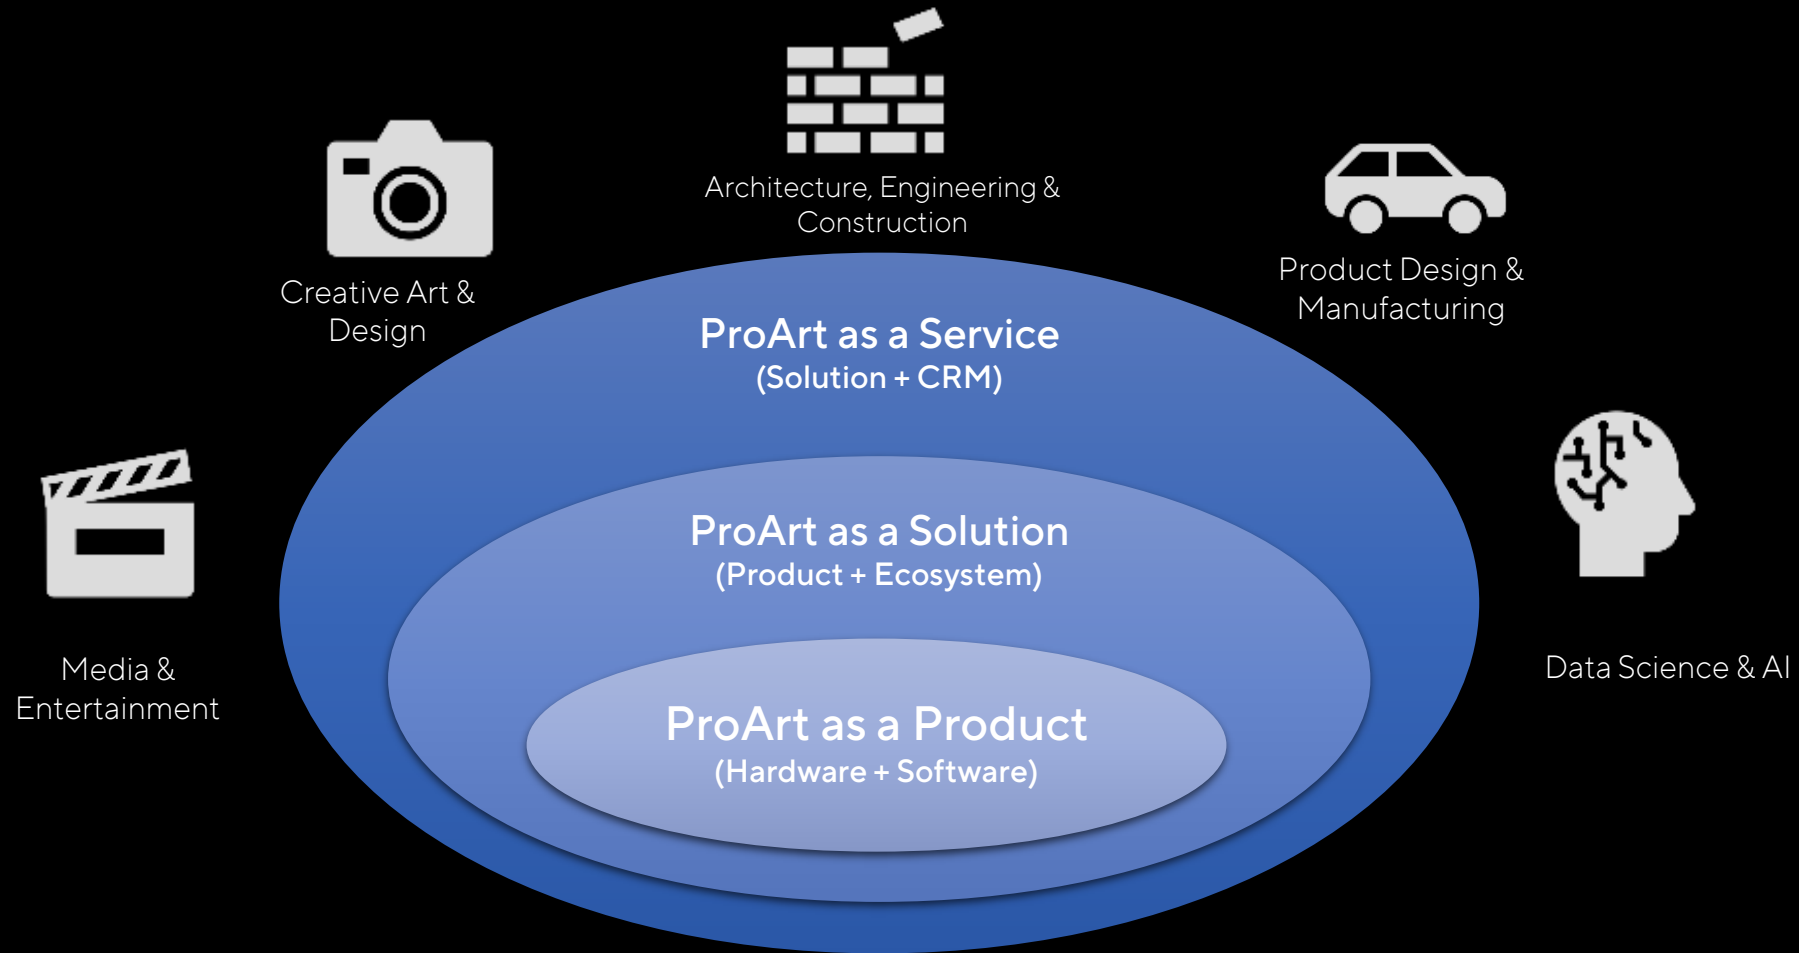 Architecture, Engineering &
Construction
Creative Art &
Design
Product Design &
Manufacturing
Media &
Entertainment
Data Science & AI
ProArt as a Service
(Solution + CRM)
ProArt as a Solution
(Product + Ecosystem)
ProArt as a Product
(Hardware + Software)